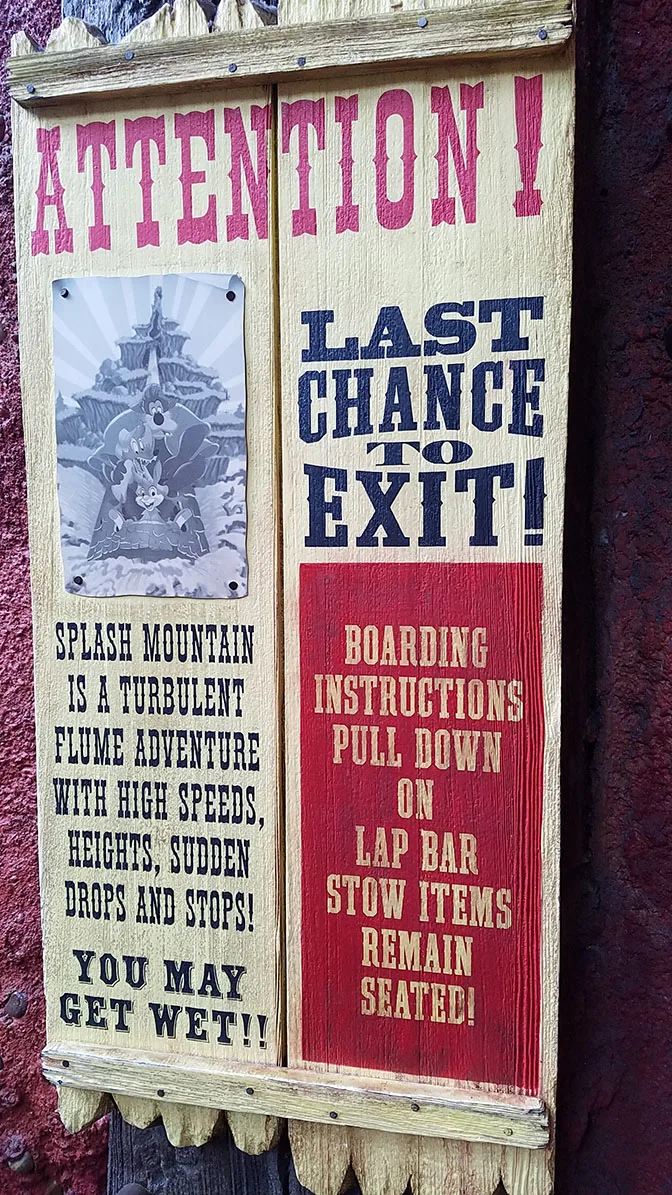 ATTENTION!
SPLASH MOUNTAIN
IS A TURBULENT
FLUME ADVENTURE
WITH HIGH SPEEDS,
HEIGHTS, SUDDEN
DROPS AND STOPS!
YOU MAY
GET WET!!
LAST
CHANCE
TO
EXIT!
BOARDING
INSTRUCTIONS
PULL DOWN
ON
LAP BAR
STOW ITEMS
REMAIN
SEATED!